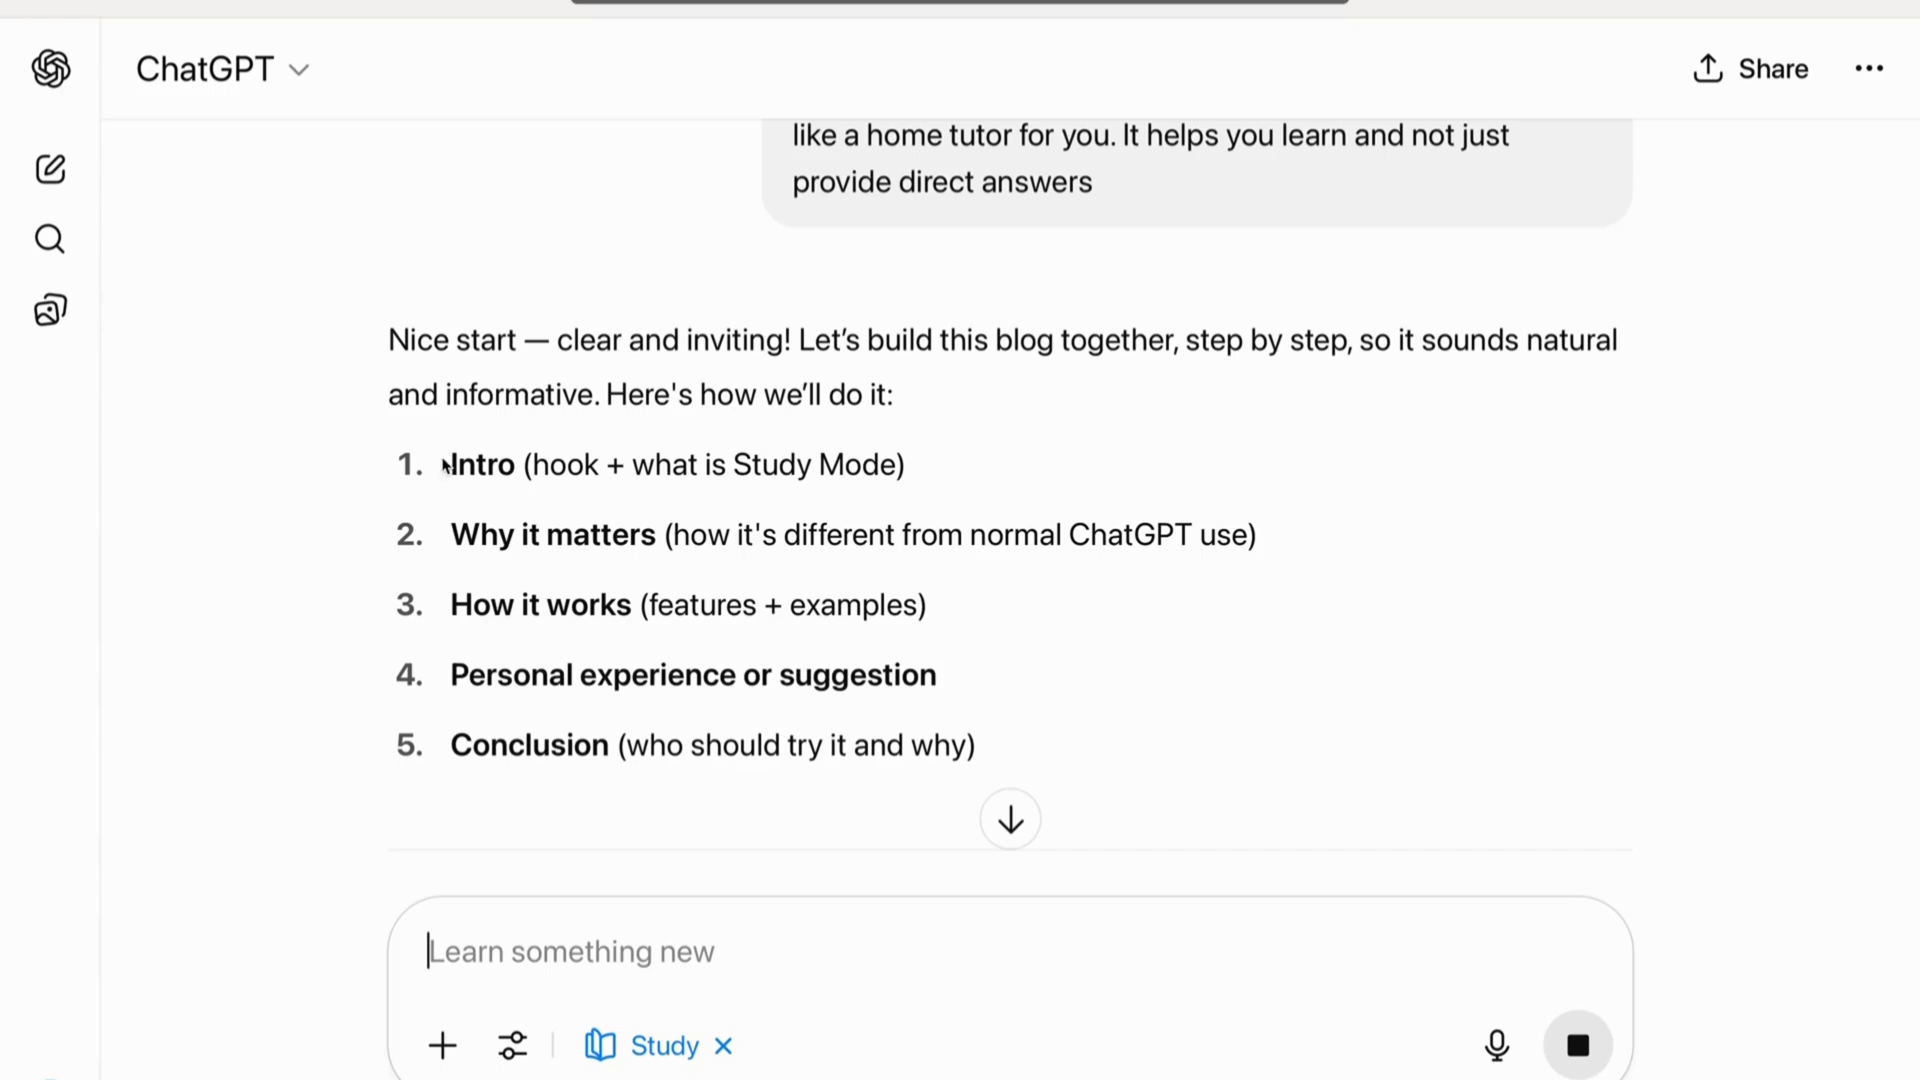 ChatGPT
Share
like a home tutor for you. It helps you learn and not just
provide direct answers
Nice start — clear and inviting! Let’s build this blog together, step by step, so it sounds natural
and informative. Here's how we’ll do it:
1. Intro (hook + what is Study Mode)
2. Why it matters (how it's different from normal ChatGPT use)
3. How it works (features + examples)
4. Personal experience or suggestion
5. Conclusion (who should try it and why)
Learn something new
Study